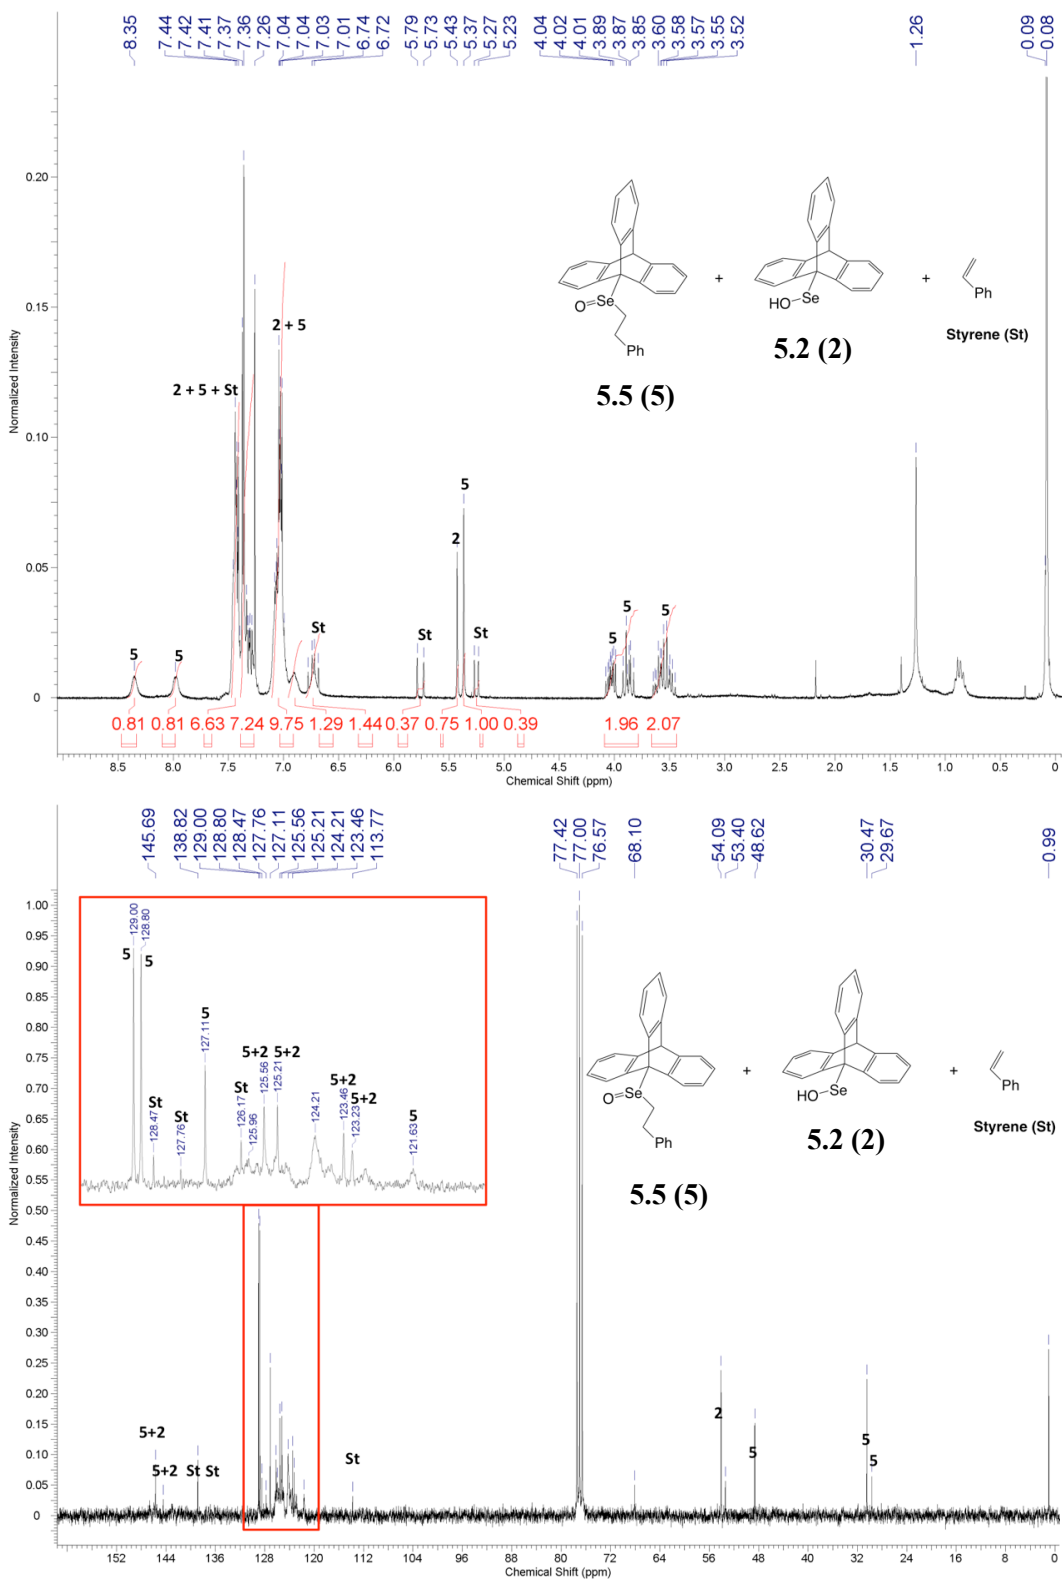 8.35 7.44 7.42 7.41 7.37 7.36 7.26 7.04 7.04 7.03 7.01 6.74 6.72 5.79 5.73 5.43 5.37 5.27 5.23 4.04 4.02 4.01 3.89 3.87 3.85 3.60 3.58 3.57 3.55 3.52 1.26 0.09 0.08
Normalized Intensity
0.20
0.15
0.10
0.05
0
2 + 5 + St
2 + 5
5 5 St St 2 5 St 5 5 5
O Se Ph
+
HO Se
+
Ph
5.5 (5)
5.2 (2)
Styrene (St)
0.81 0.81 6.63 7.24 9.75 1.29 1.44 0.37 0.75 1.00 0.39 1.96 2.07
8.5 8.0 7.5 7.0 6.5 6.0 5.5 5.0 4.5 4.0 3.5 3.0 2.5 2.0 1.5 1.0 0.5 0
Chemical Shift (ppm)
145.69 138.82 129.00 128.80 128.47 127.76 127.11 125.56 125.21 124.21 123.46 113.77 77.42 77.00 76.57 68.10 54.09 53.40 48.62 30.47 29.67 0.99
Normalized Intensity
1.00
0.95
0.90
0.85
0.80
0.75
0.70
0.65
0.60
0.55
0.50
0.45
0.40
0.35
0.30
0.25
0.20
0.15
0.10
0.05
0
129.00 128.80 128.47 127.76 127.11 126.17 125.96 125.56 125.21 124.21 123.46 123.23 121.63
5 5 St St 5 St 5+2 5+2 5+2 5+2 5
O Se Ph
+
HO Se
+
Ph
5.5 (5)
5.2 (2)
Styrene (St)
5+2 5+2 St St St 2 5 5 5
152 144 136 128 120 112 104 96 88 80 72 64 56 48 40 32 24 16 8 0
Chemical Shift (ppm)